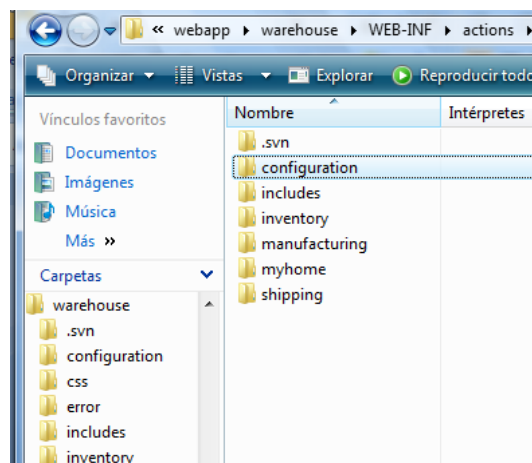 « webapp ▸ warehouse ▸ WEB-INF ▸ actions ▸
Organizar Vistas Explorar Reproducir todo
Vínculos favoritos
Documentos
Imágenes
Música
Más »
Carpetas
warehouse
.svn
configuration
css
error
includes
inventory
Nombre Intérpretes
.svn
configuration
includes
inventory
manufacturing
myhome
shipping